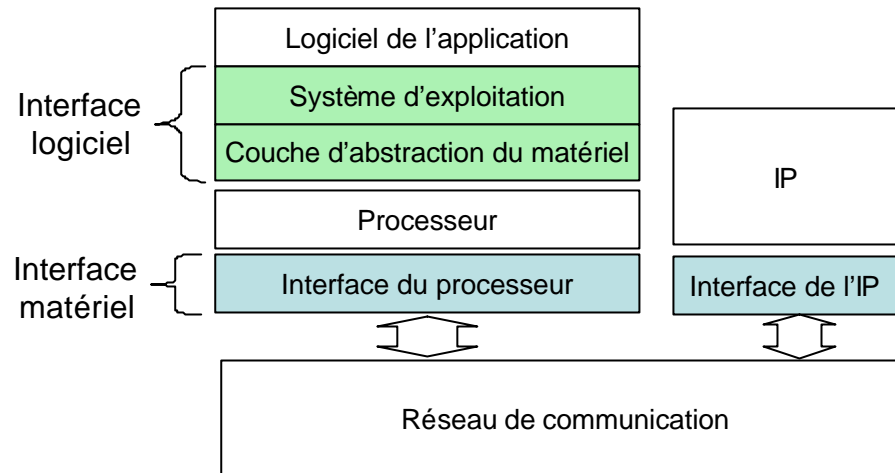 Logiciel de l’application
Interface
logiciel
Système d’exploitation
Couche d’abstraction du matériel
IP
Processeur
Interface
matériel
Interface du processeur
Interface de l’IP
Réseau de communication